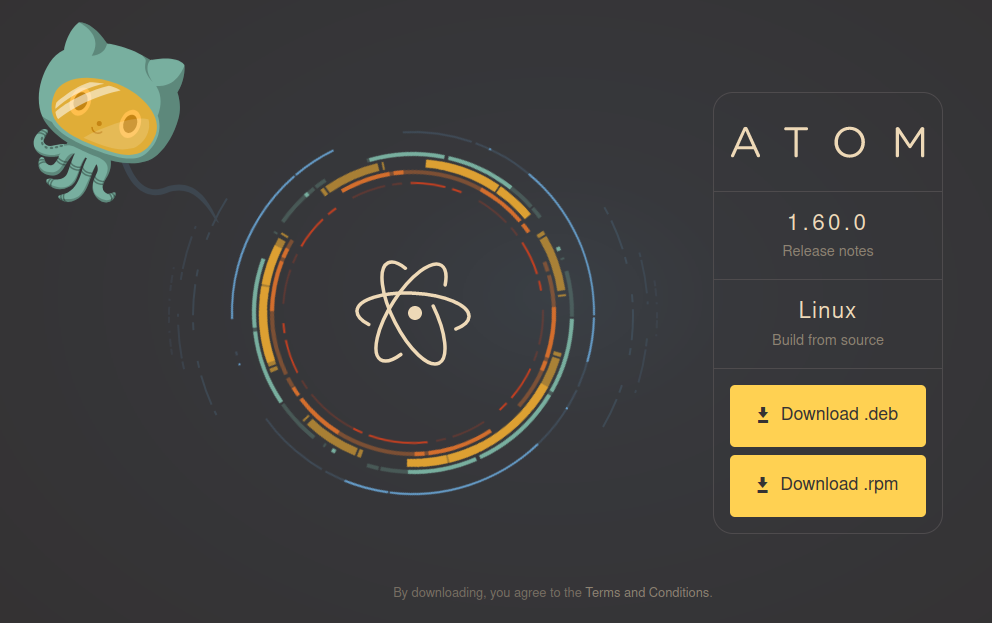 ATOM
1.60.0
Release notes
Linux
Build from source
Download .deb
Download .rpm
By downloading, you agree to the Terms and Conditions.